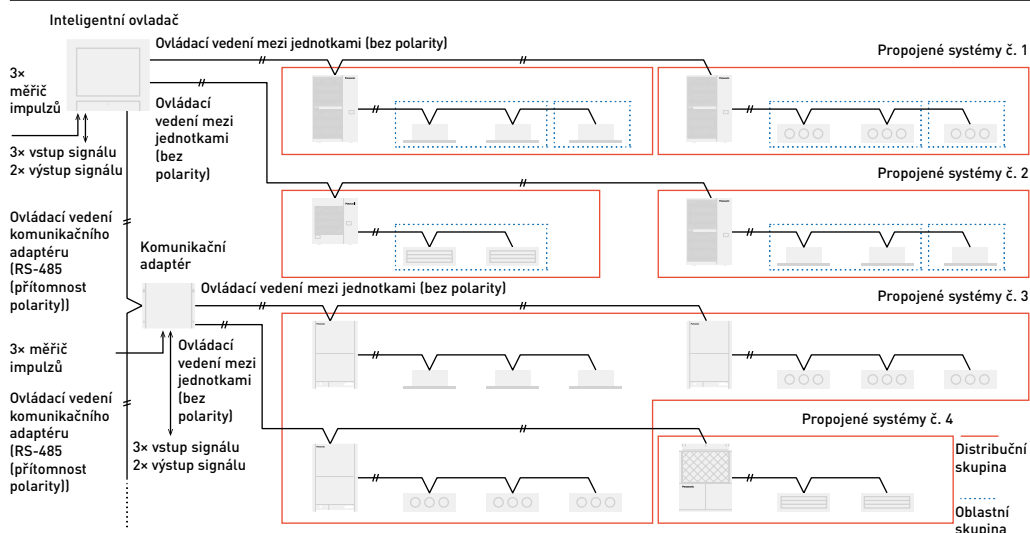 Inteligentní ovladač
Ovládací vedení mezi jednotkami (bez polarity)
Propojené systémy č. 1
3×
měřič
impulzů
Ovládací
vedení mezi
jednotkami
(bez
polarity)
3× vstup signálu
2× výstup signálu
Propojené systémy č. 2
Ovládací vedení
komunikačního
adaptéru
(RS-485
(přítomnost
polarity))
Komunikační
adaptér
Ovládací vedení mezi jednotkami (bez polarity)
Propojené systémy č. 3
3× měřič
impulzů
Ovládací
vedení mezi
jednotkami
(bez
polarity)
Ovládací vedení
komunikačního
adaptéru
(RS-485
(přítomnost
polarity))
3× vstup signálu
2× výstup signálu
Propojené systémy č. 4
Distribuční
skupina
Oblastní
skupina